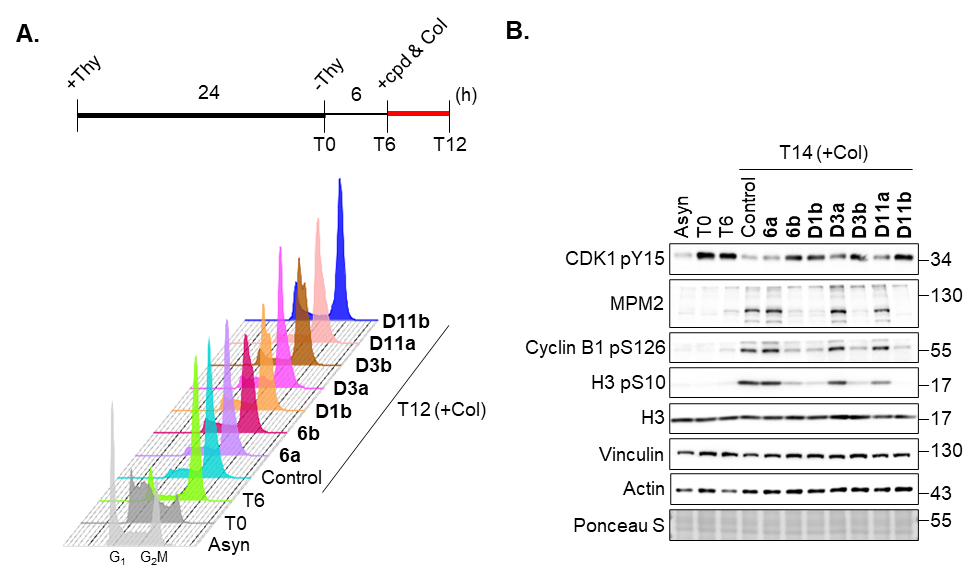 A.
+Thy
24
-Thy
6
+cpd & Col
(h)
T0
T6
T12
D11b
D11a
D3b
D3a
D1b
6b
6a
Control
T6
T0
Asyn
T12 (+Col)
G1
G2M
B.
T14 (+Col)
Asyn
T0
T6
Control
6a
6b
D1b
D3a
D3b
D11a
D11b
CDK1 pY15
34
MPM2
130
Cyclin B1 pS126
55
H3 pS10
17
H3
17
Vinculin
130
Actin
43
Ponceau S
55